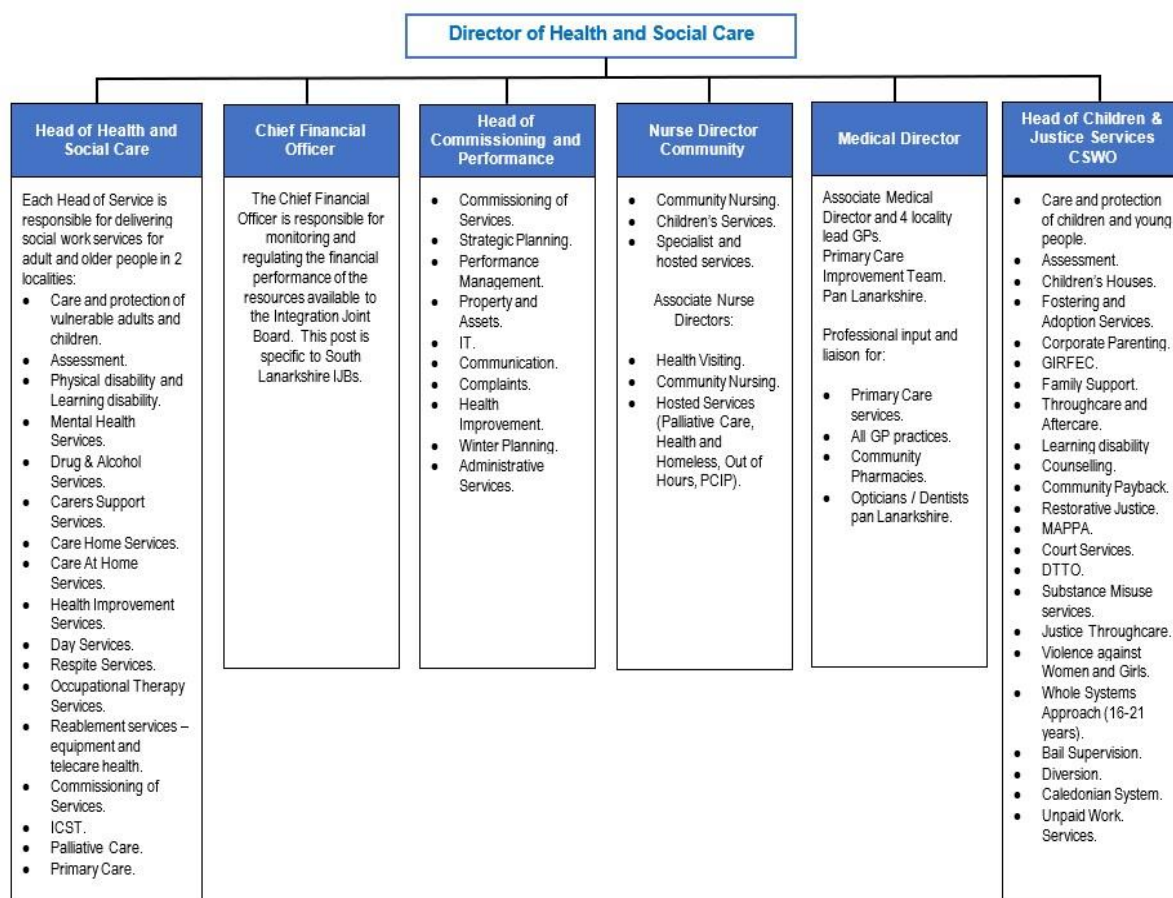 Director of Health and Social Care
Head of Health and
Social Care
Each Head of Service is
responsible for delivering
social work services for
adult and older people in 2
localities:
● Care and protection of
vulnerable adults and
children.
● Assessment.
● Physical disability and
Learning disability.
● Mental Health
Services.
● Drug & Alcohol
Services.
● Carers Support
Services.
● Care Home Services.
● Care At Home
Services.
● Health Improvement
Services.
● Day Services.
● Respite Services.
● Occupational Therapy
Services.
● Reablement services –
equipment and
telecare health.
● Commissioning of
Services.
● ICST.
● Palliative Care.
● Primary Care.
Chief Financial
Officer
The Chief Financial
Officer is responsible for
monitoring and
regulating the financial
performance of the
resources available to
the Integration Joint
Board. This post is
specific to South
Lanarkshire IJBs.
Head of
Commissioning and
Performance
● Commissioning of
Services.
● Strategic Planning.
● Performance
Management.
● Property and
Assets.
● IT.
● Communication.
● Complaints.
● Health
Improvement.
● Winter Planning.
● Administrative
Services.
Nurse Director
Community
● Community Nursing.
● Children's Services.
● Specialist and
hosted services.
Associate Nurse
Directors:
● Health Visiting.
● Community Nursing.
● Hosted Services
(Palliative Care,
Health and
Homeless, Out of
Hours, PCIP).
Medical Director
Associate Medical
Director and 4 locality
lead GPs.
Primary Care
Improvement Team.
Pan Lanarkshire.
Professional input and
liaison for:
● Primary Care
services.
● All GP practices.
● Community
Pharmacies.
● Opticians / Dentists
pan Lanarkshire.
Head of Children &
Justice Services
CSWO
● Care and protection
of children and young
people.
● Assessment.
● Children's Houses.
● Fostering and
Adoption Services.
● Corporate Parenting.
● GIRFEC.
● Family Support.
● Throughcare and
Aftercare.
● Learning disability
● Counselling.
● Community Payback.
● Restorative Justice.
● MAPPA.
● Court Services.
● DTTO.
● Substance Misuse
services.
● Justice Throughcare.
● Violence against
Women and Girls.
● Whole Systems
Approach (16-21
years).
● Bail Supervision.
● Diversion.
● Caledonian System.
● Unpaid Work.
Services.